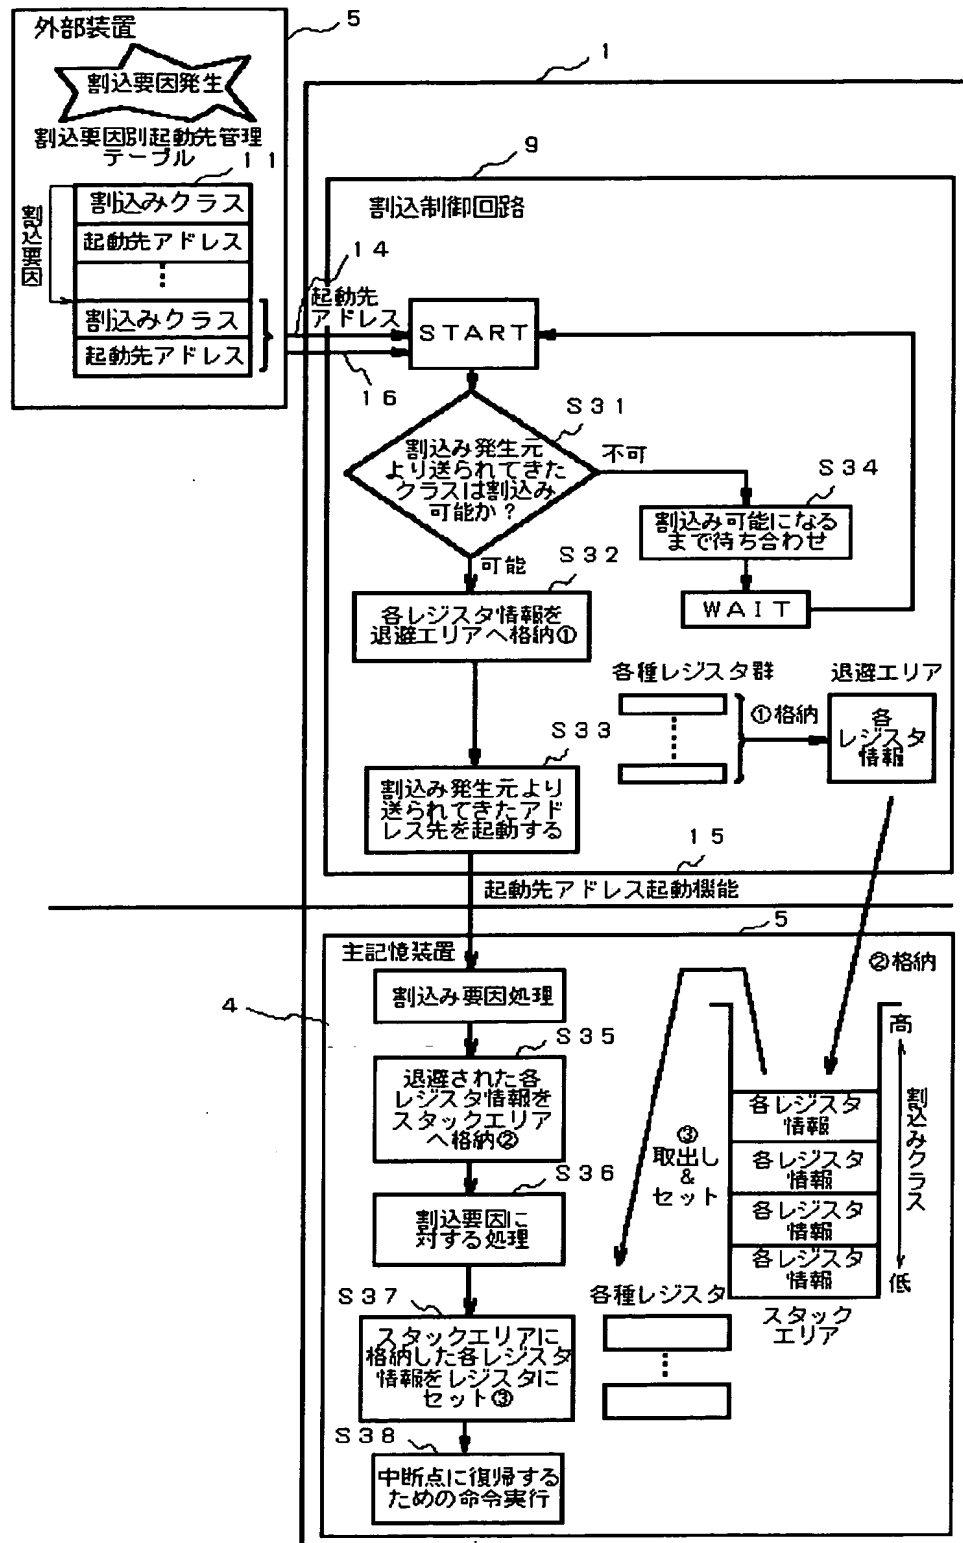 5
外部装置
割込要因発生
割込要因別起動先管理
テーブル
11
割込みクラス
起動先アドレス
割込みクラス
起動先アドレス
割込要因
1
9
割込制御回路
14
起動先
アドレス
16
START
S31
割込み発生元
より送られてきた
クラスは割込み
可能か?
不可
可能
S34
割込み可能になる
まで待ち合わせ
WAIT
S32
各レジスタ情報を
退避エリアへ格納①
各種レジスタ群
①格納
退避エリア
各
レジスタ
情報
S33
割込み発生元より
送られてきたアド
レス先を起動する
15
起動先アドレス起動機能
5
4
主記憶装置
割込み要因処理
S35
退避された各
レジスタ情報を
スタックエリア
へ格納②
S36
割込要因に
対する処理
S37
スタックエリアに
格納した各レジスタ
情報をレジスタに
セット③
S38
中断点に復帰する
ための命令実行
②格納
③
取出し
&
セット
各レジスタ
情報
各レジスタ
情報
各レジスタ
情報
各レジスタ
情報
高
割込みクラス
低
スタック
エリア
各種レジスタ